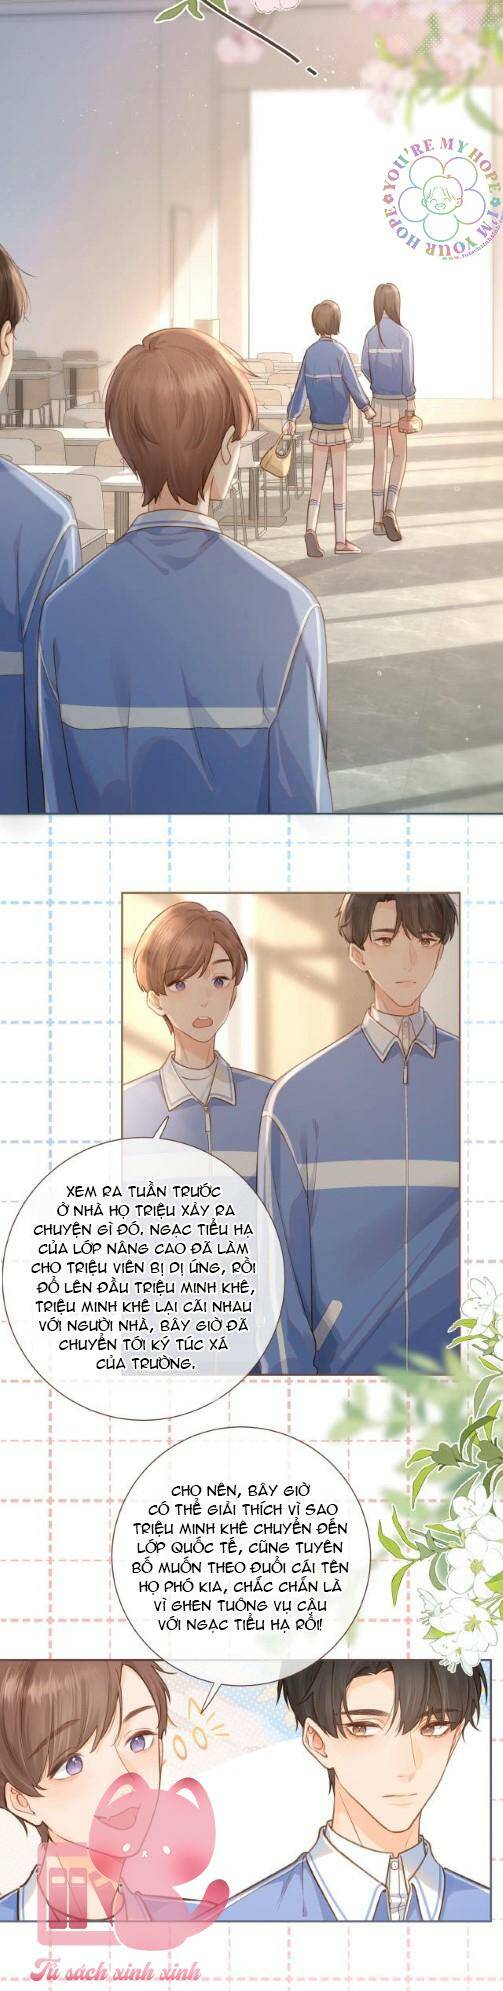 YOU'RE MY HOPE
I'M YOUR HOPE
XEM RA TUẦN TRƯỚC
Ở NHÀ HỌ TRIỆU XẢY RA
CHUYỆN GÌ ĐÓ. NGẠC TIỂU HẠ
CỦA LỚP NÂNG CAO ĐÃ LÀM
CHO TRIỆU VIÊN BỊ DỊ ỨNG, RỒI
ĐỔ LÊN ĐẦU TRIỆU MINH KHÊ,
TRIỆU MINH KHÊ LẠI CÃI NHAU
VỚI NGƯỜI NHÀ, BÂY GIỜ ĐÃ
CHUYỂN TỚI KÝ TÚC XÁ
CỦA TRƯỜNG.
CHO NÊN, BÂY GIỜ
CÓ THỂ GIẢI THÍCH VÌ SAO
TRIỆU MINH KHÊ CHUYỂN ĐẾN
LỚP QUỐC TẾ, CŨNG TUYÊN
BỐ MUỐN THEO ĐUỔI CÁI TÊN
HỌ PHÓ KIA, CHẮC CHẮN LÀ
VÌ GHEN TUÔNG VỤ CẬU
VỚI NGẠC TIỂU HẠ RỒI!
Tủ sách xinh xinh